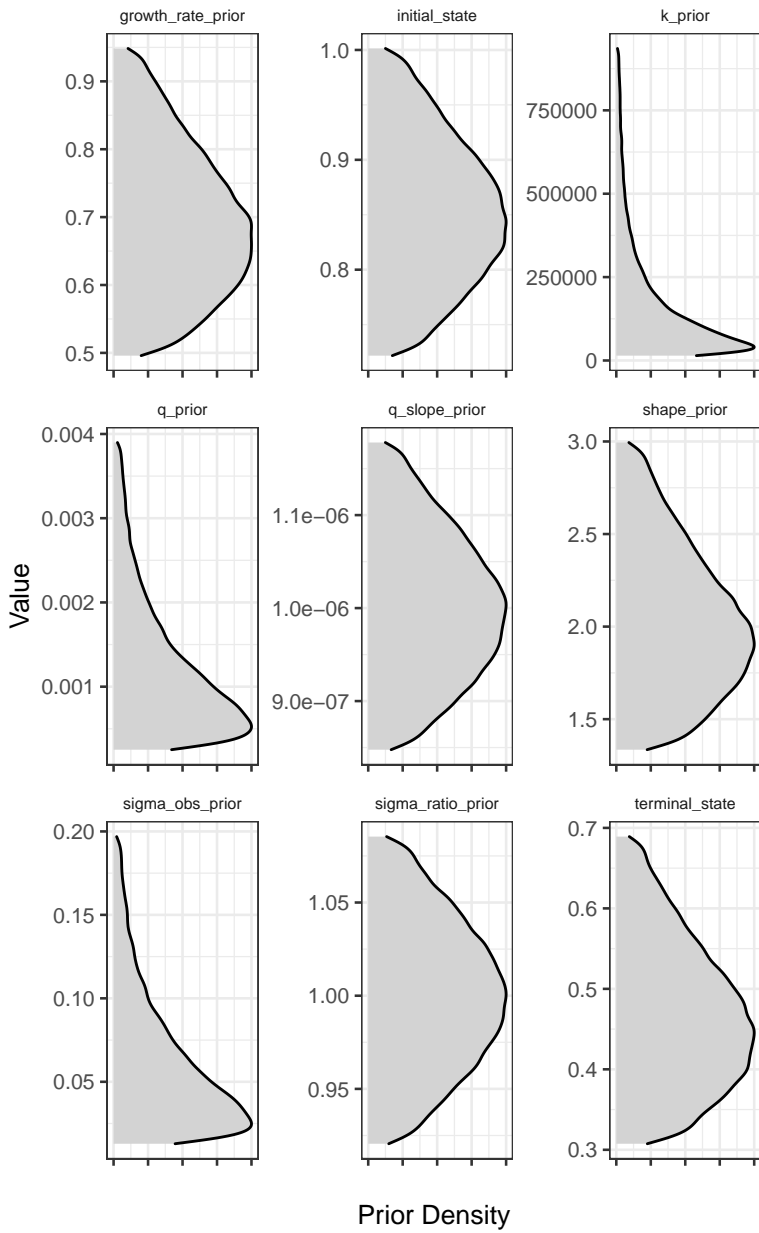 growth_rate_prior
initial_state
k_prior
0.9
0.8
0.7
0.6
0.5
1.0
0.9
0.8
750000
500000
250000
0
q_prior
q_slope_prior
shape_prior
0.004
0.003
0.002
0.001
1.1e−06
1.0e−06
9.0e−07
3.0
2.5
2.0
1.5
Value
sigma_obs_prior
sigma_ratio_prior
terminal_state
0.20
0.15
0.10
0.05
1.05
1.00
0.95
0.7
0.6
0.5
0.4
0.3
Prior Density